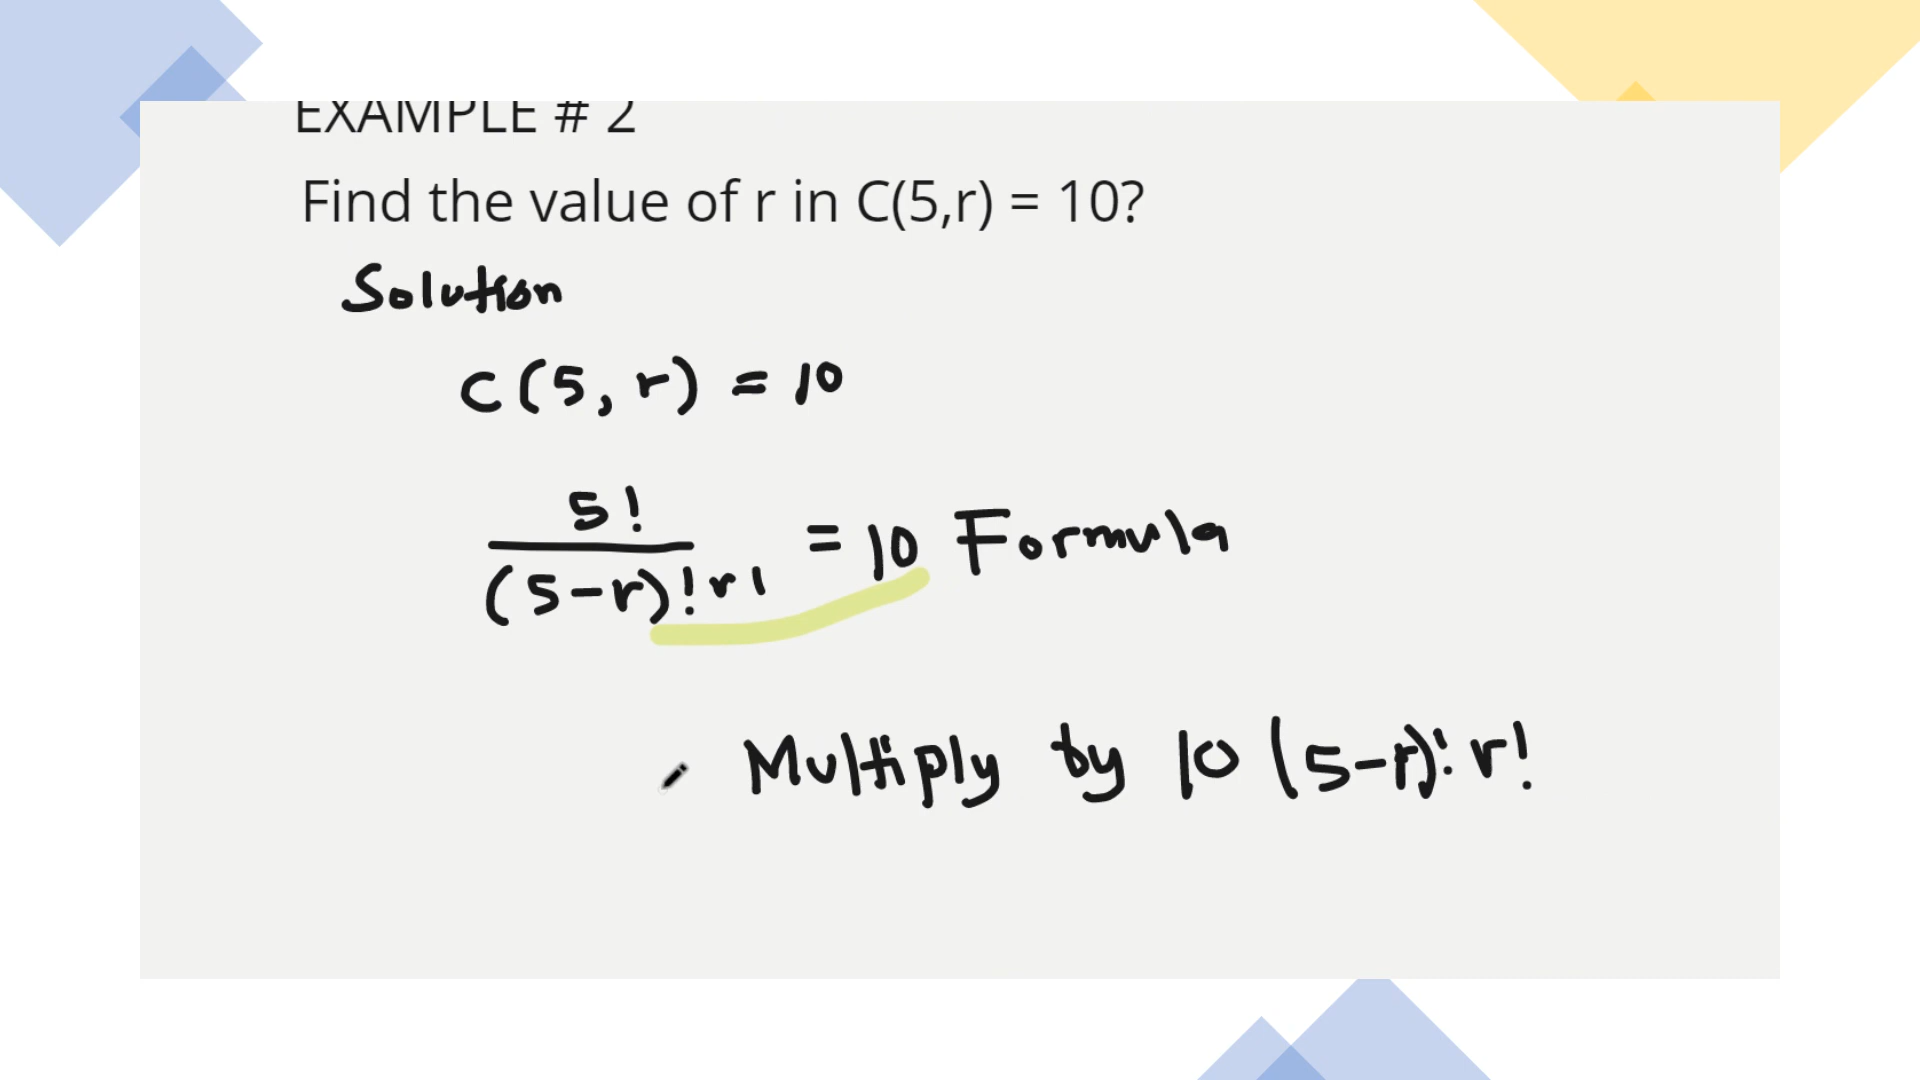 EXAMPLE # 2
Find the value of r in C(5,r) = 10?
Solution
C(5,r) = 10
5!
(5-r)!r! = 10 Formula
Multiply by 10 (5-r)! r!